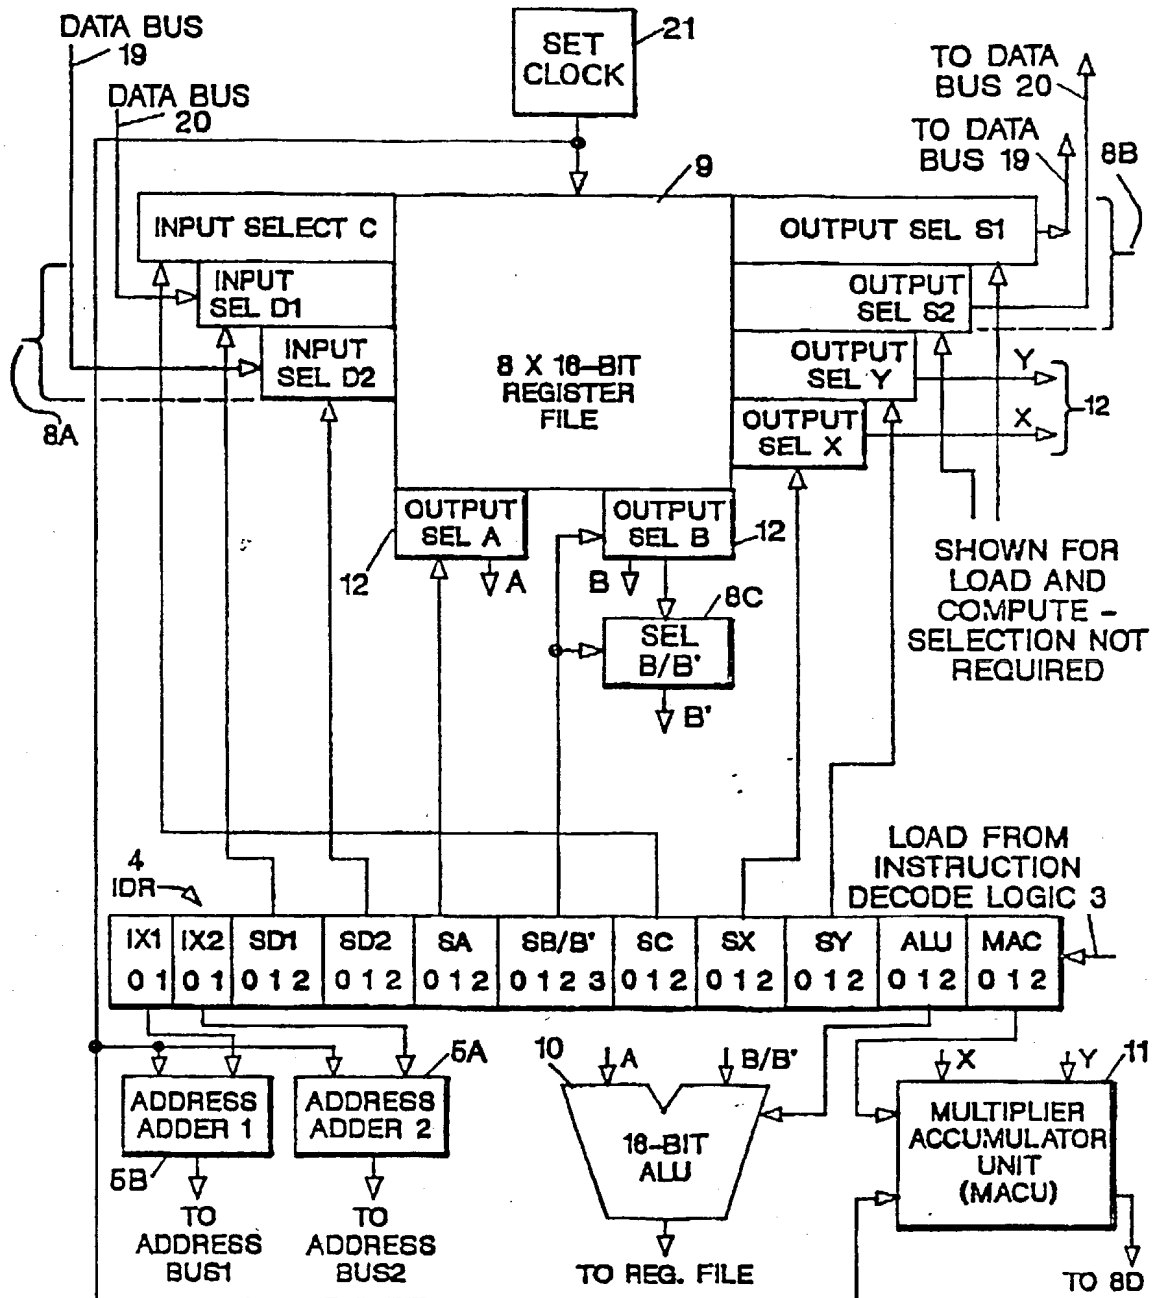 DATA BUS
19
DATA BUS
20
SET
CLOCK
21
TO DATA
BUS 20
TO DATA
BUS 19
8B
9
INPUT SELECT C
INPUT
SEL D1
INPUT
SEL D2
8A
8 X 16-BIT
REGISTER
FILE
OUTPUT SEL S1
OUTPUT
SEL S2
OUTPUT
SEL Y
OUTPUT
SEL X
Y
X
12
OUTPUT
SEL A
12
A
OUTPUT
SEL B
12
B
8C
SEL
B/B'
B'
SHOWN FOR
LOAD AND
COMPUTE -
SELECTION NOT
REQUIRED
4
IDR
LOAD FROM
INSTRUCTION
DECODE LOGIC 3
IX1 IX2 SD1 SD2 SA SB/B' SC SX SY ALU MAC
0 1 0 1 0 1 2 0 1 2 0 1 2 0 1 2 3 0 1 2 0 1 2 0 1 2 0 1 2 0 1 2
5A
ADDRESS
ADDER 1
5B
TO
ADDRESS
BUS1
ADDRESS
ADDER 2
TO
ADDRESS
BUS2
10
A
B/B'
16-BIT
ALU
TO REG. FILE
X
Y
11
MULTIPLIER
ACCUMULATOR
UNIT
(MACU)
TO 8D